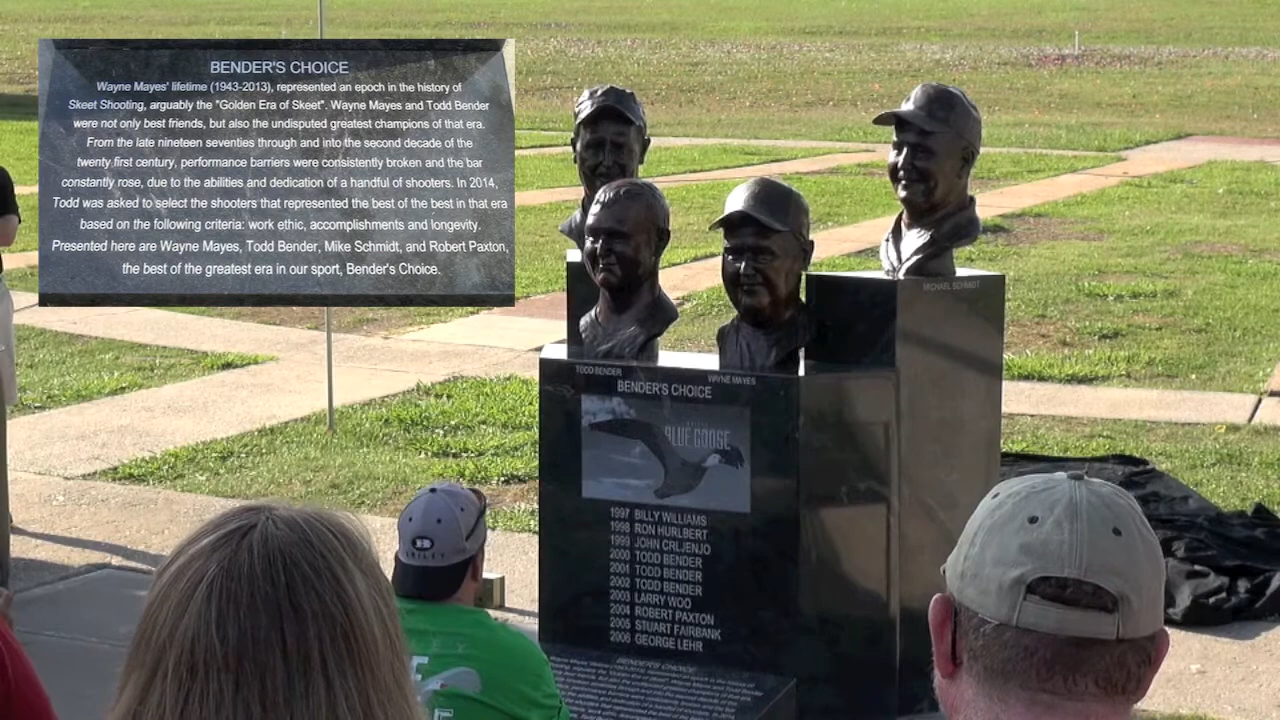 BENDER'S CHOICE
Wayne Mayes' lifetime (1943-2013), represented an epoch in the history of
Skeet Shooting, arguably the "Golden Era of Skeet". Wayne Mayes and Todd Bender
were not only best friends, but also the undisputed greatest champions of that era.
From the late nineteen seventies through and into the second decade of the
twenty first century, performance barriers were consistently broken and the bar
constantly rose, due to the abilities and dedication of a handful of shooters. In 2014,
Todd was asked to select the shooters that represented the best of the best in that era
based on the following criteria: work ethic, accomplishments and longevity.
Presented here are Wayne Mayes, Todd Bender, Mike Schmidt, and Robert Paxton,
the best of the greatest era in our sport, Bender's Choice.
MICHAEL SCHMIDT
TODD BENDER
WAYNE MAYES
BENDER'S CHOICE
BLUE GOOSE
1997 BILLY WILLIAMS
1998 RON HURLBERT
1999 JOHN CRLJENJO
2000 TODD BENDER
2001 TODD BENDER
2002 TODD BENDER
2003 LARRY WOO
2004 ROBERT PAXTON
2005 STUART FAIRBANK
2006 GEORGE LEHR
BENDER'S CHOICE